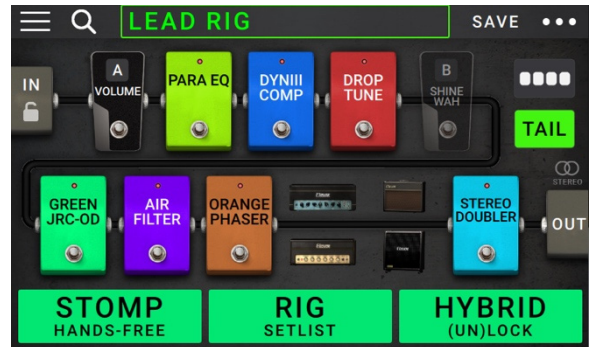 LEAD RIG
SAVE
IN
A
VOLUME
PARA EQ
DYNIII
COMP
DROP
TUNE
B
SHINE
WAH
TAIL
STEREO
GREEN
JRC-OD
AIR
FILTER
ORANGE
PHASER
STEREO
DOUBLER
OUT
STOMP
HANDS-FREE
RIG
SETLIST
HYBRID
(UN)LOCK